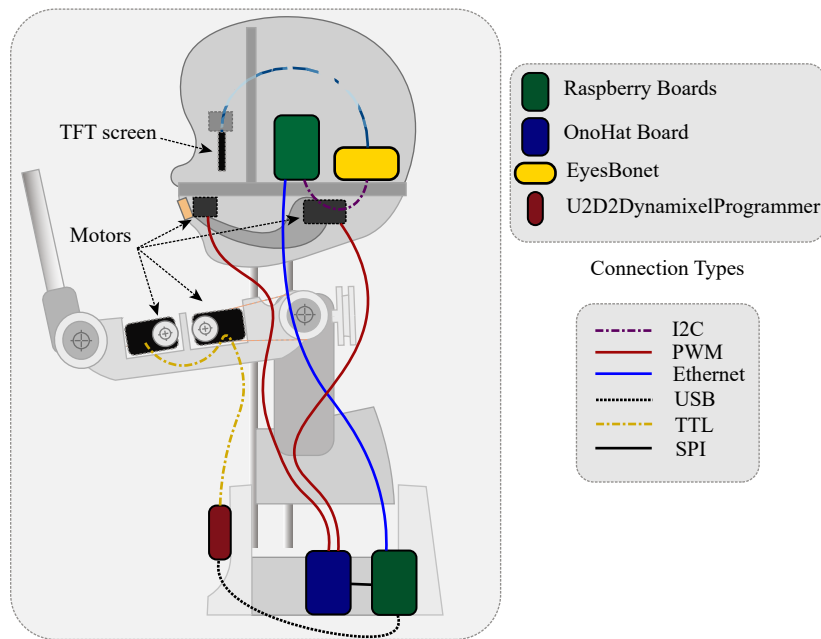 TFT screen
Motors
Raspberry Boards
OnoHat Board
EyesBonet
U2D2DynamixelProgrammer
Connection Types
I2C
PWM
Ethernet
USB
TTL
SPI